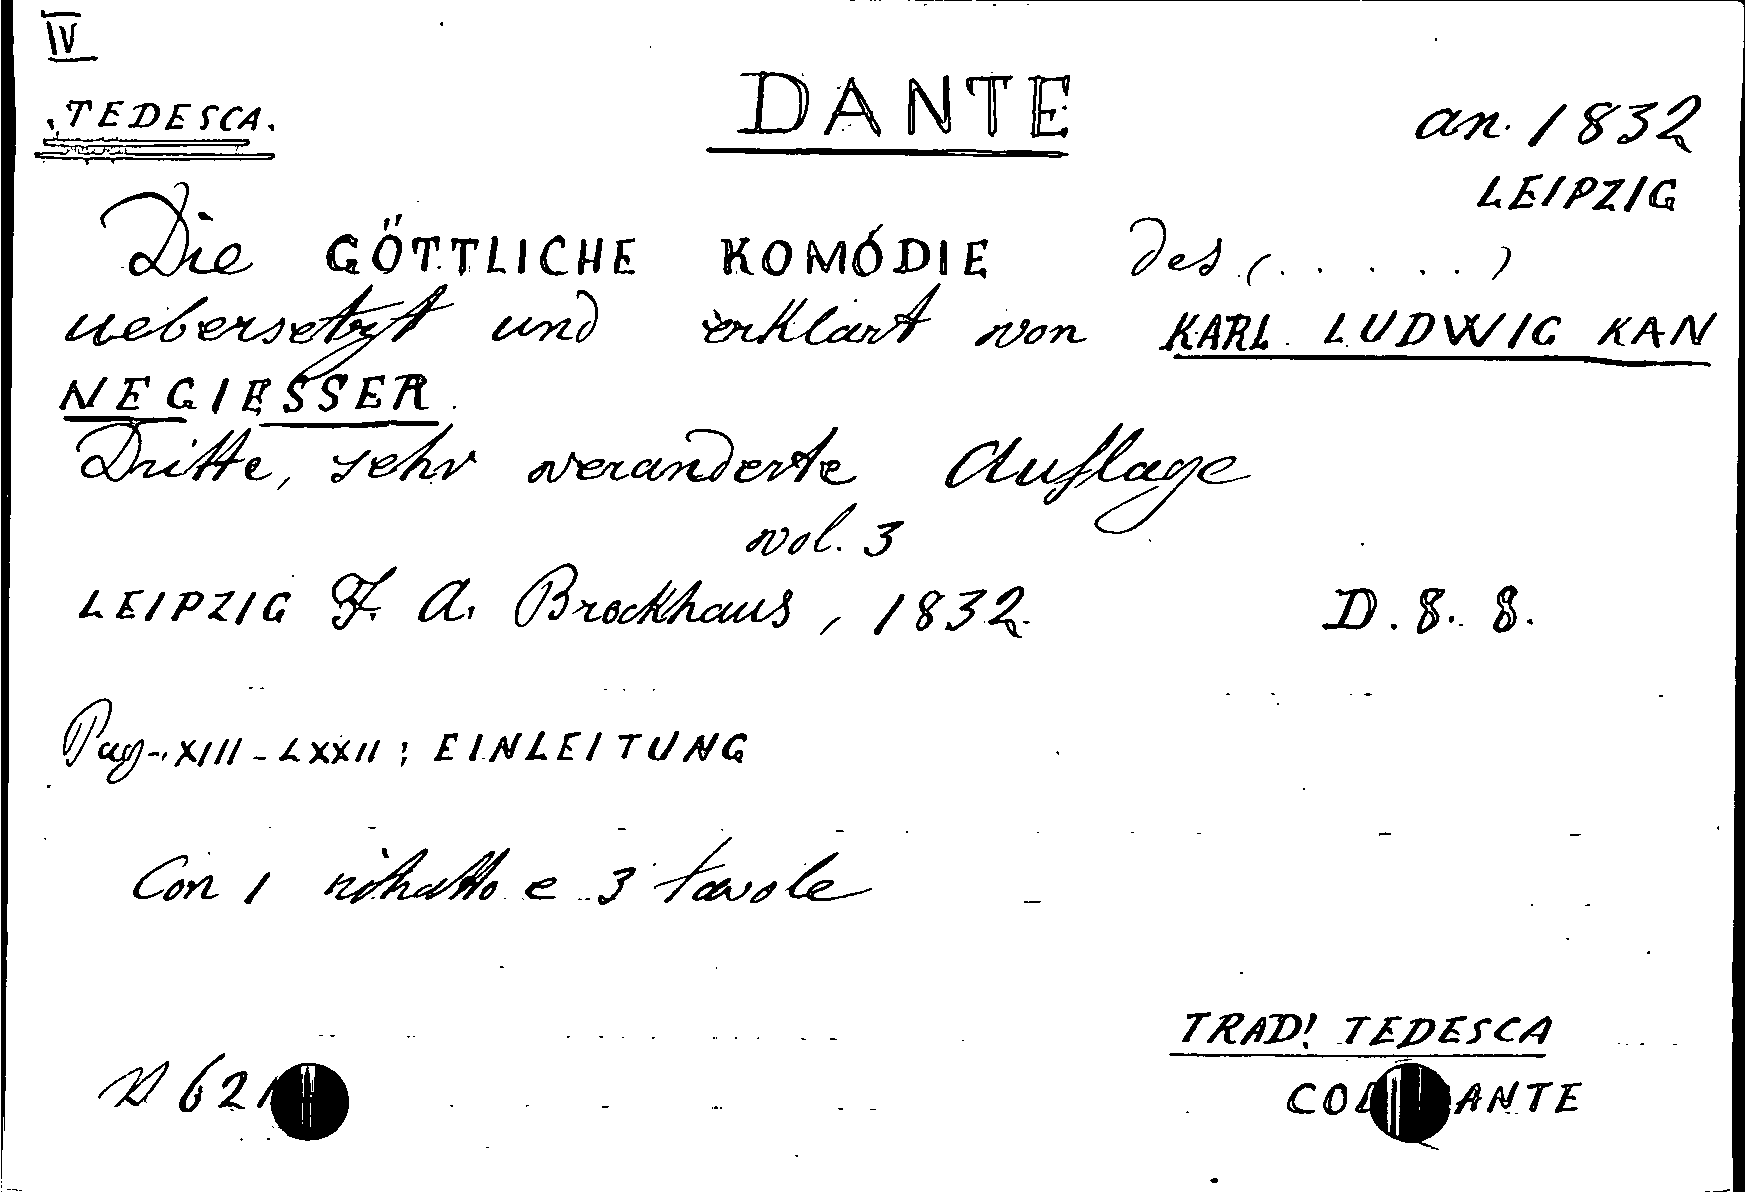 IV
TEDESCA.
DANTE
an. 1832
LEIPZIG
Die GÖTTLICHE KOMÓDIE des (. . . . . )
uebersetzt und erklart von KARL LUDWIG KAN
NEGIESSER.
Dritte, sehr veranderte Auflage
vol. 3
LEIPZIG F. A. Brockhaus, 1832. D. 8. 8.
Pag. XIII - LXXII; EINLEITUNG
Con 1 ritratto e 3 tavole
TRAD! TEDESCA
N 621
COL ANTE